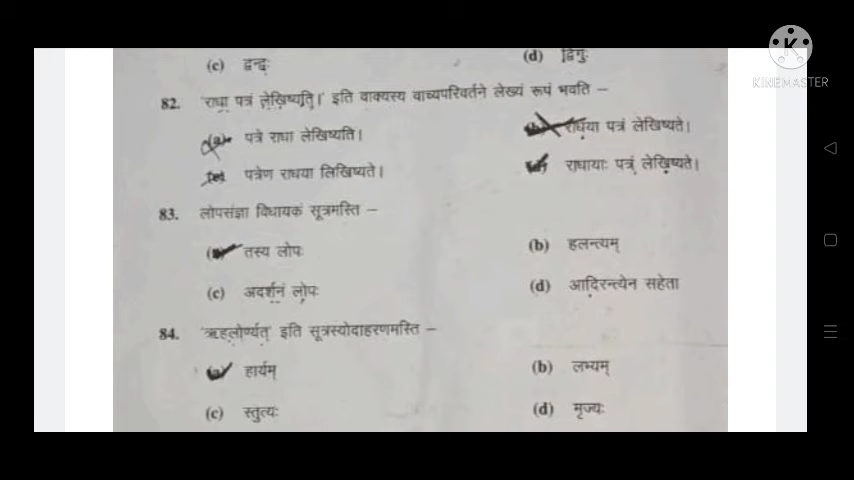 KINEMASTER
(c) द्वन्द्वः (d) द्विगुः
82. 'राधा पत्रं लेखिष्यति।' इति वाक्यस्य वाच्यपरिवर्तने लेख्यं रूपं भवति –
(a) पत्रे राधा लेखिष्यति। (b) राधया पत्रं लेखिष्यते।
पत्रेण राधया लिखिष्यते। (d) राधायाः पत्रं लेखिष्यते।
83. लोपसंज्ञा विधायकं सूत्रमस्ति –
(a) तस्य लोपः (b) हलन्त्यम्
(c) अदर्शनं लोपः (d) आदिरन्त्येन सहेता
84. 'ऋहलोर्ण्यत्' इति सूत्रस्योदाहरणमस्ति –
(a) हार्यम् (b) लभ्यम्
(c) स्तुत्यः (d) मृज्यः